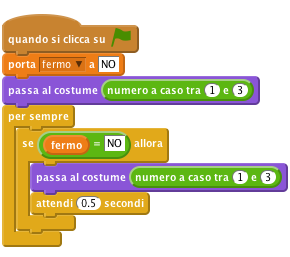 quando si clicca su
porta fermo a NO
passa al costume numero a caso tra 1 e 3
per sempre
se fermo = NO allora
passa al costume numero a caso tra 1 e 3
attendi 0.5 secondi